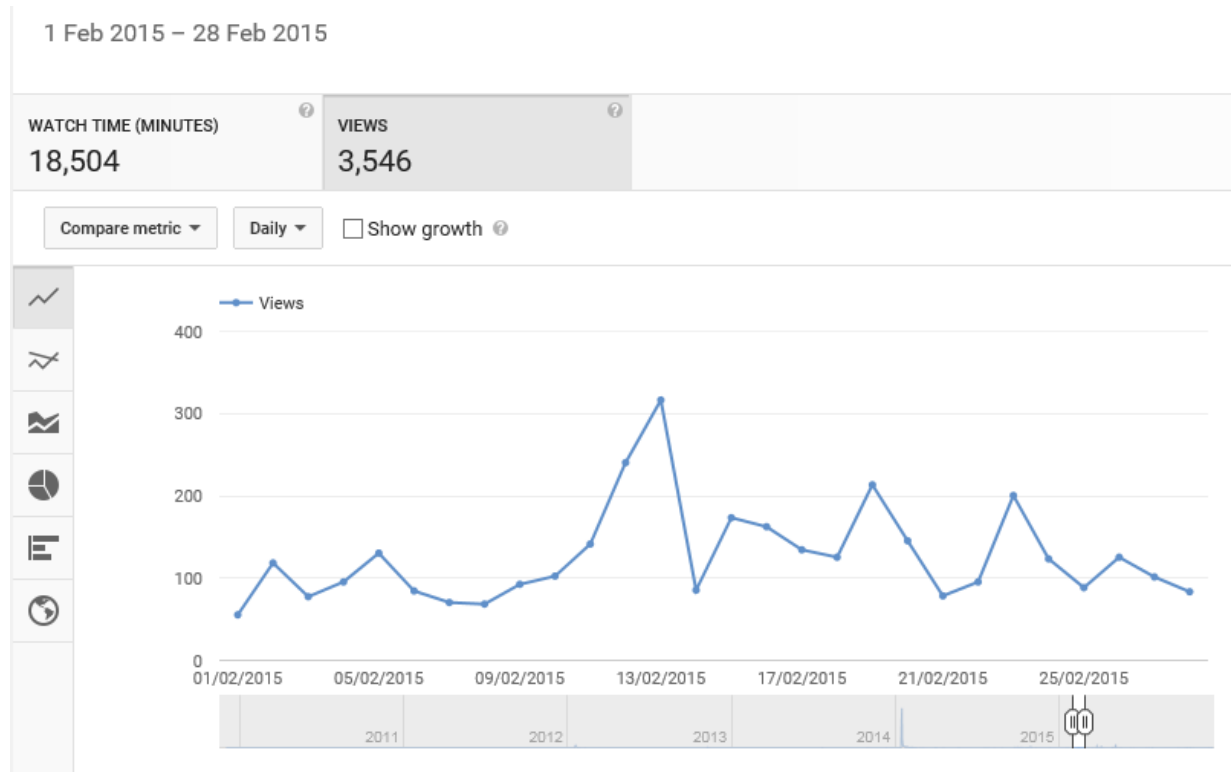 1 Feb 2015 – 28 Feb 2015
WATCH TIME (MINUTES) ?
18,504
VIEWS ?
3,546
Compare metric Daily Show growth ?
Views
400
300
200
100
0
01/02/2015 05/02/2015 09/02/2015 13/02/2015 17/02/2015 21/02/2015 25/02/2015
2011 2012 2013 2014 2015